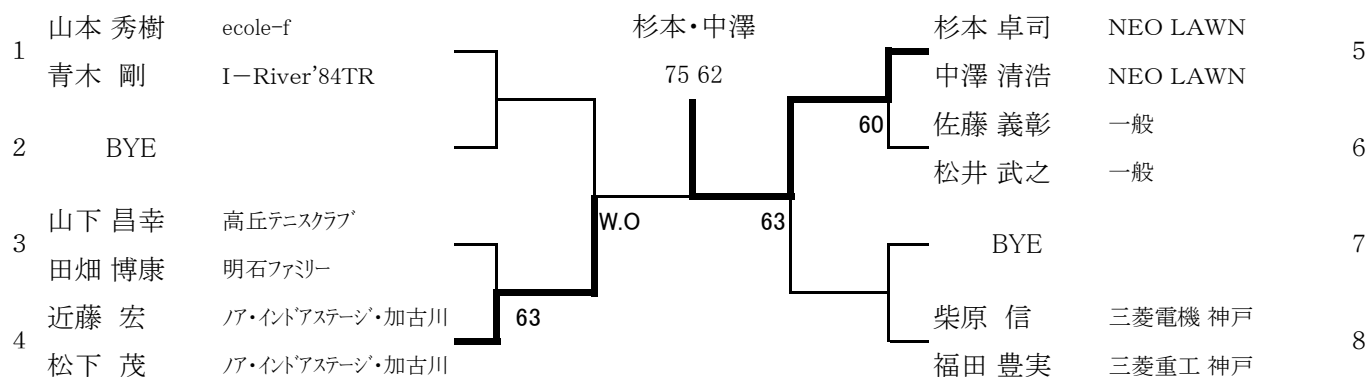 1 山本 秀樹 ecole-f
青木 剛 I-River'84TR
2 BYE
3 山下 昌幸 高丘ﾃﾆｽｸﾗﾌﾞ
田畑 博康 明石ﾌｧﾐﾘｰ
4 近藤 宏 ﾉｱ・ｲﾝﾄﾞｱｽﾃｰｼﾞ・加古川
松下 茂 ﾉｱ・ｲﾝﾄﾞｱｽﾃｰｼﾞ・加古川
63
W.O
杉本・中澤
75 62
63
60
杉本 卓司 NEO LAWN 5
中澤 清浩 NEO LAWN
佐藤 義彰 一般 6
松井 武之 一般
BYE 7
柴原 信 三菱電機 神戸 8
福田 豊実 三菱重工 神戸